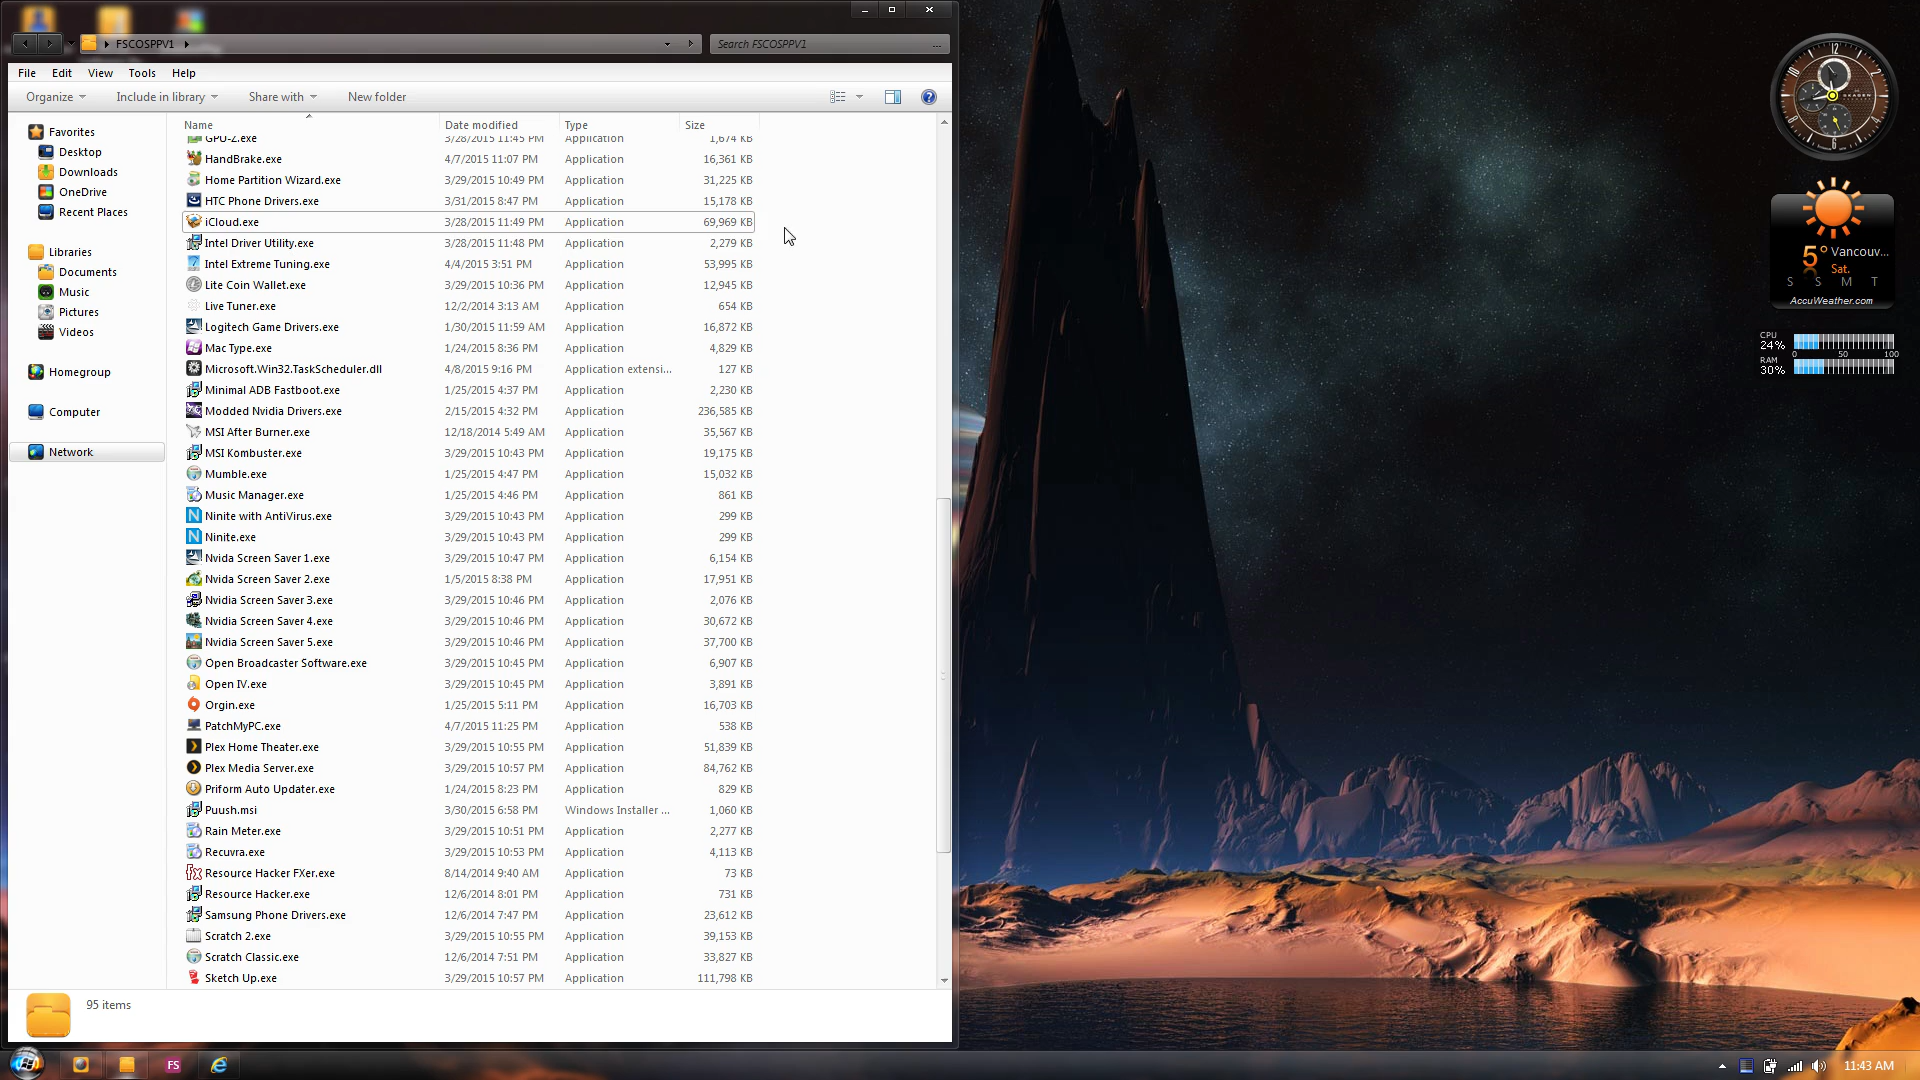 FSCOSPPV1
Search FSCOSPPV1
File Edit View Tools Help
Organize Include in library Share with New folder
Name Date modified Type Size
Favorites
Desktop
Downloads
OneDrive
Recent Places
Libraries
Documents
Music
Pictures
Videos
Homegroup
Computer
Network
GPU-Z.exe 3/28/2015 11:45 PM Application 1,674 KB
HandBrake.exe 4/7/2015 11:07 PM Application 16,361 KB
Home Partition Wizard.exe 3/29/2015 10:49 PM Application 31,225 KB
HTC Phone Drivers.exe 3/31/2015 8:47 PM Application 15,178 KB
iCloud.exe 3/28/2015 11:49 PM Application 69,969 KB
Intel Driver Utility.exe 3/28/2015 11:48 PM Application 2,279 KB
Intel Extreme Tuning.exe 4/4/2015 3:51 PM Application 53,995 KB
Lite Coin Wallet.exe 3/29/2015 10:36 PM Application 12,945 KB
Live Tuner.exe 12/2/2014 3:13 AM Application 654 KB
Logitech Game Drivers.exe 1/30/2015 11:59 AM Application 16,872 KB
Mac Type.exe 1/24/2015 8:36 PM Application 4,829 KB
Microsoft.Win32.TaskScheduler.dll 4/8/2015 9:16 PM Application extensi... 127 KB
Minimal ADB Fastboot.exe 1/25/2015 4:37 PM Application 2,230 KB
Modded Nvidia Drivers.exe 2/15/2015 4:32 PM Application 236,585 KB
MSI After Burner.exe 12/18/2014 5:49 AM Application 35,567 KB
MSI Kombuster.exe 3/29/2015 10:43 PM Application 19,175 KB
Mumble.exe 1/25/2015 4:47 PM Application 15,032 KB
Music Manager.exe 1/25/2015 4:46 PM Application 861 KB
Ninite with AntiVirus.exe 3/29/2015 10:43 PM Application 299 KB
Ninite.exe 3/29/2015 10:43 PM Application 299 KB
Nvida Screen Saver 1.exe 3/29/2015 10:47 PM Application 6,154 KB
Nvida Screen Saver 2.exe 1/5/2015 8:38 PM Application 17,951 KB
Nvidia Screen Saver 3.exe 3/29/2015 10:46 PM Application 2,076 KB
Nvidia Screen Saver 4.exe 3/29/2015 10:46 PM Application 30,672 KB
Nvidia Screen Saver 5.exe 3/29/2015 10:46 PM Application 37,700 KB
Open Broadcaster Software.exe 3/29/2015 10:45 PM Application 6,907 KB
Open IV.exe 3/29/2015 10:45 PM Application 3,891 KB
Orgin.exe 1/25/2015 5:11 PM Application 16,703 KB
PatchMyPC.exe 4/7/2015 11:25 PM Application 538 KB
Plex Home Theater.exe 3/29/2015 10:55 PM Application 51,839 KB
Plex Media Server.exe 3/29/2015 10:57 PM Application 84,762 KB
Priform Auto Updater.exe 1/24/2015 8:23 PM Application 829 KB
Puush.msi 3/30/2015 6:58 PM Windows Installer ... 1,060 KB
Rain Meter.exe 3/29/2015 10:51 PM Application 2,277 KB
Recuvra.exe 3/29/2015 10:53 PM Application 4,113 KB
Resource Hacker FXer.exe 8/14/2014 9:40 AM Application 73 KB
Resource Hacker.exe 12/6/2014 8:01 PM Application 731 KB
Samsung Phone Drivers.exe 12/6/2014 7:47 PM Application 23,612 KB
Scratch 2.exe 3/29/2015 10:55 PM Application 39,153 KB
Scratch Classic.exe 12/6/2014 7:51 PM Application 33,827 KB
Sketch Up.exe 3/29/2015 10:57 PM Application 111,798 KB
95 items
12
SKAGEN
6
5° Vancouv...
Sat.
S S M T
AccuWeather.com
CPU
24%
0 50 100
RAM
30%
FS
11:43 AM